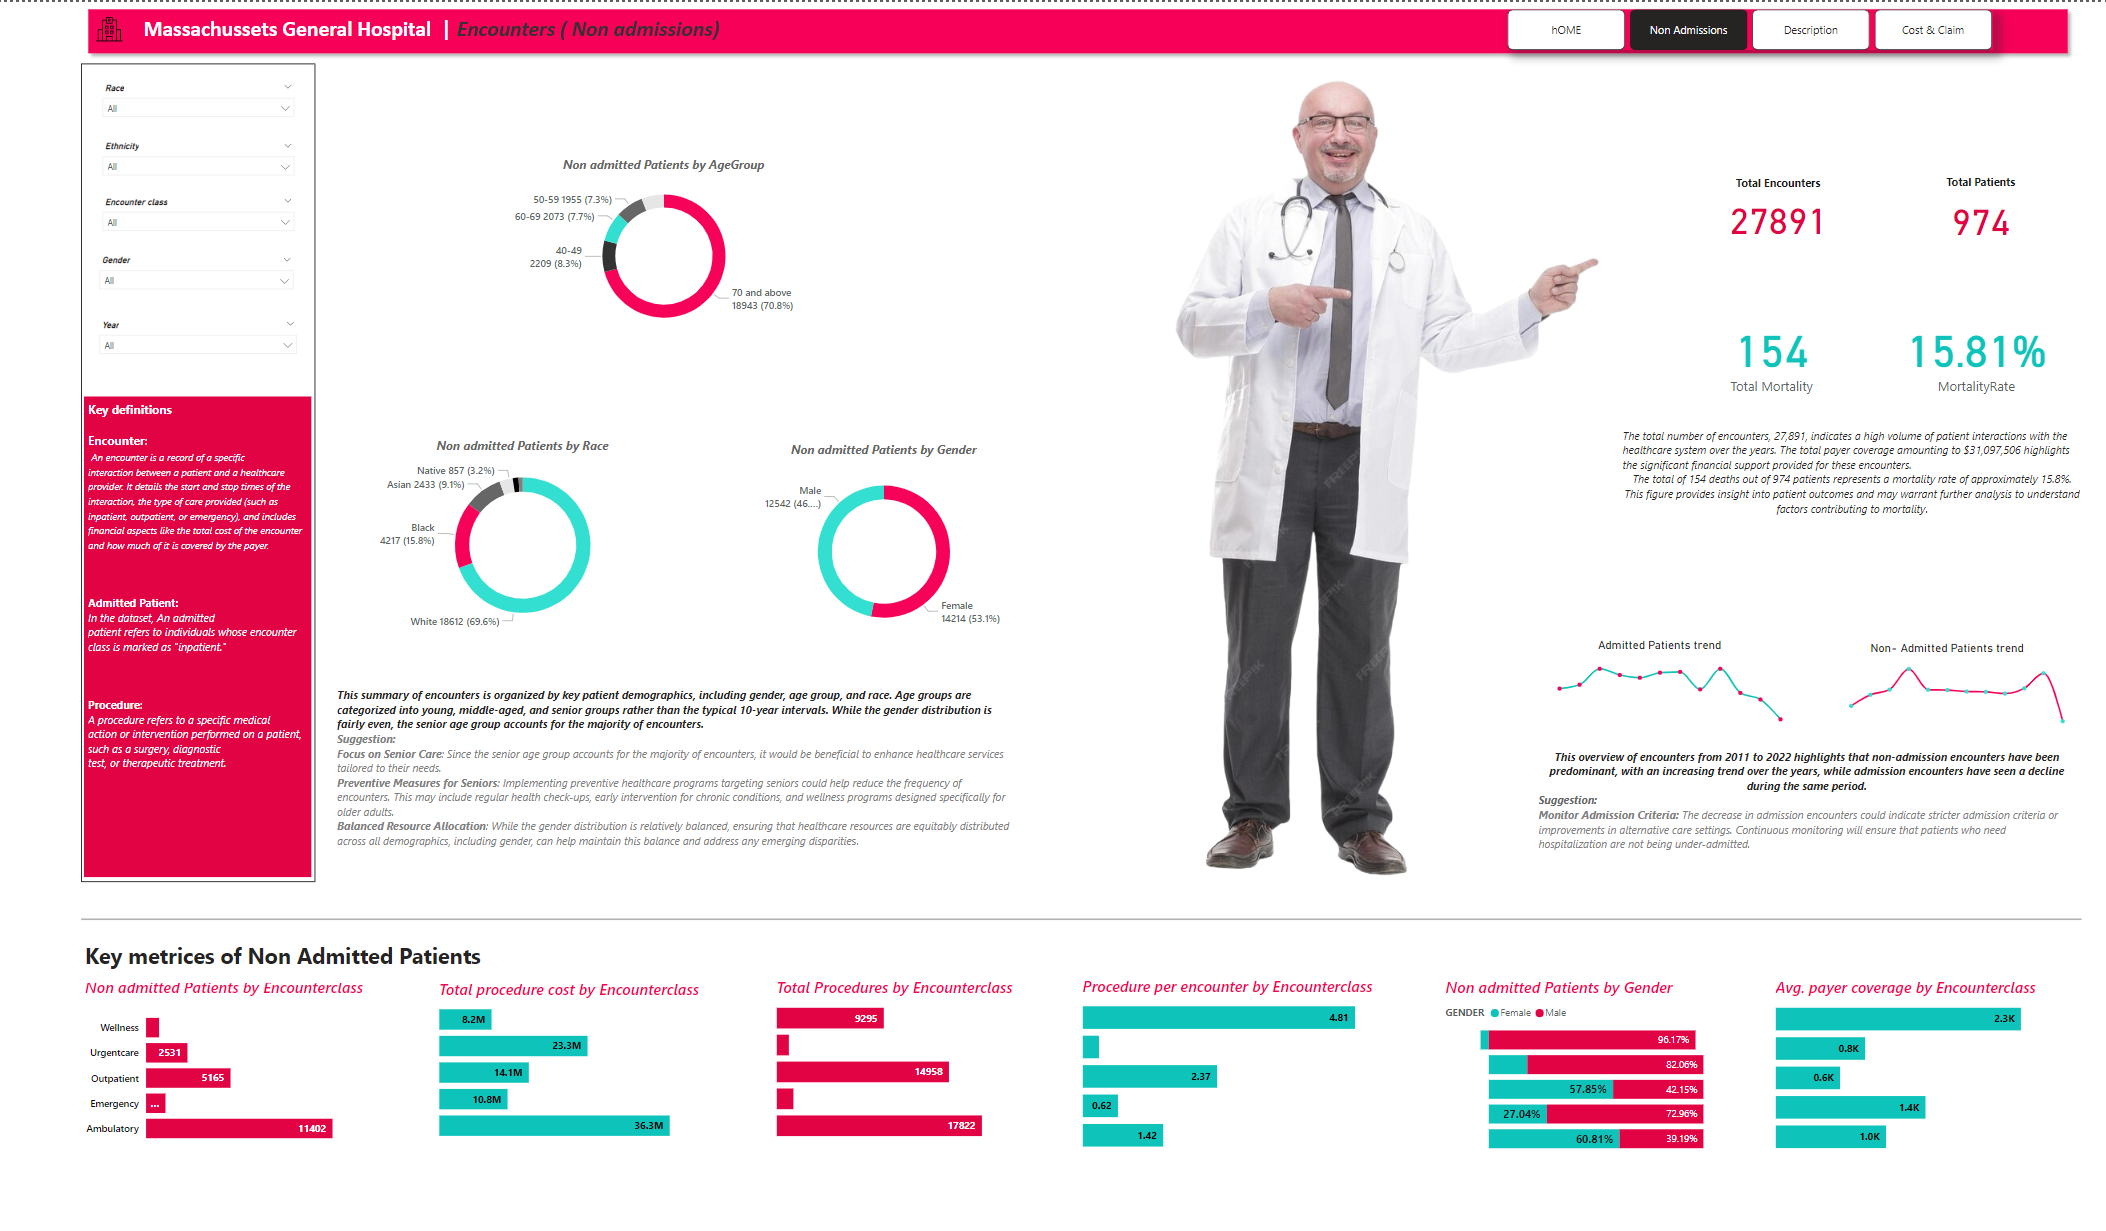 Massachussets General Hospital | Encounters ( Non admissions)
hOME
Non Admissions
Description
Cost & Claim
Race
All
Ethnicity
All
Encounter class
All
Gender
All
Year
All
Key definitions
Encounter:
An encounter is a record of a specific
interaction between a patient and a healthcare
provider. It details the start and stop times of the
interaction, the type of care provided (such as
inpatient, outpatient, or emergency), and includes
financial aspects like the total cost of the encounter
and how much of it is covered by the payer.
Admitted Patient:
In the dataset, An admitted
patient refers to individuals whose encounter
class is marked as "inpatient."
Procedure:
A procedure refers to a specific medical
action or intervention performed on a patient,
such as a surgery, diagnostic
test, or therapeutic treatment.
Non admitted Patients by AgeGroup
50-59 1955 (7.3%)
60-69 2073 (7.7%)
40-49
2209 (8.3%)
70 and above
18943 (70.8%)
Non admitted Patients by Race
Native 857 (3.2%)
Asian 2433 (9.1%)
Black
4217 (15.8%)
White 18612 (69.6%)
Non admitted Patients by Gender
Male
12542 (46....)
Female
14214 (53.1%)
This summary of encounters is organized by key patient demographics, including gender, age group, and race. Age groups are
categorized into young, middle-aged, and senior groups rather than the typical 10-year intervals. While the gender distribution is
fairly even, the senior age group accounts for the majority of encounters.
Suggestion:
Focus on Senior Care: Since the senior age group accounts for the majority of encounters, it would be beneficial to enhance healthcare services
tailored to their needs.
Preventive Measures for Seniors: Implementing preventive healthcare programs targeting seniors could help reduce the frequency of
encounters. This may include regular health check-ups, early intervention for chronic conditions, and wellness programs designed specifically for
older adults.
Balanced Resource Allocation: While the gender distribution is relatively balanced, ensuring that healthcare resources are equitably distributed
across all demographics, including gender, can help maintain this balance and address any emerging disparities.
Total Encounters
27891
Total Patients
974
154
Total Mortality
15.81%
MortalityRate
The total number of encounters, 27,891, indicates a high volume of patient interactions with the
healthcare system over the years. The total payer coverage amounting to $31,097,506 highlights
the significant financial support provided for these encounters.
The total of 154 deaths out of 974 patients represents a mortality rate of approximately 15.8%.
This figure provides insight into patient outcomes and may warrant further analysis to understand
factors contributing to mortality.
Admitted Patients trend
Non- Admitted Patients trend
This overview of encounters from 2011 to 2022 highlights that non-admission encounters have been
predominant, with an increasing trend over the years, while admission encounters have seen a decline
during the same period.
Suggestion:
Monitor Admission Criteria: The decrease in admission encounters could indicate stricter admission criteria or
improvements in alternative care settings. Continuous monitoring will ensure that patients who need
hospitalization are not being under-admitted.
Key metrices of Non Admitted Patients
Non admitted Patients by Encounterclass
Wellness
Urgentcare 2531
Outpatient 5165
Emergency ...
Ambulatory 11402
Total procedure cost by Encounterclass
8.2M
23.3M
14.1M
10.8M
36.3M
Total Procedures by Encounterclass
9295
14958
17822
Procedure per encounter by Encounterclass
4.81
2.37
0.62
1.42
Non admitted Patients by Gender
GENDER Female Male
96.17%
82.06%
57.85% 42.15%
27.04% 72.96%
60.81% 39.19%
Avg. payer coverage by Encounterclass
2.3K
0.8K
0.6K
1.4K
1.0K